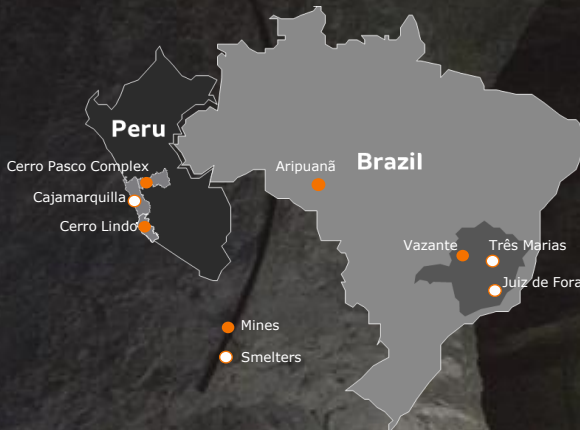 Peru
Brazil
Cerro Pasco Complex
Aripuanã
Cajamarquilla
Cerro Lindo
Vazante
Três Marias
Juiz de Fora
Mines
Smelters